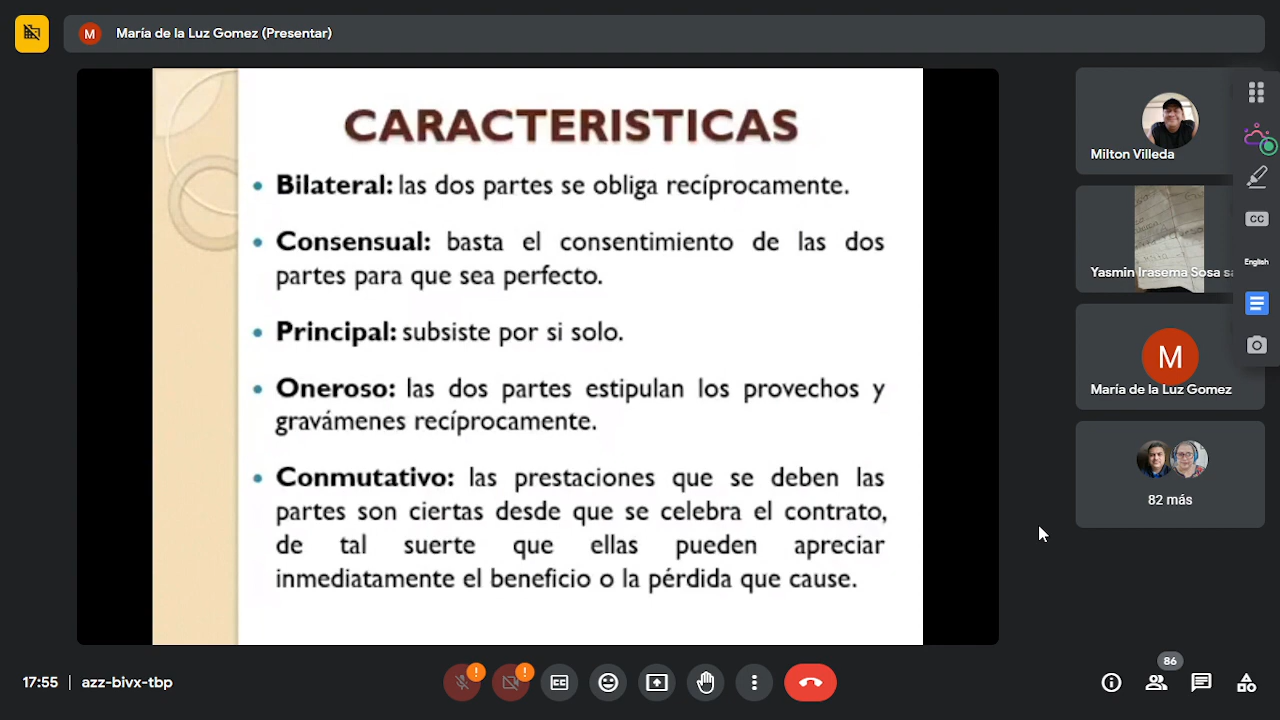 M María de la Luz Gomez (Presentar)
CARACTERISTICAS
• Bilateral: las dos partes se obliga recíprocamente.
• Consensual: basta el consentimiento de las dos
partes para que sea perfecto.
• Principal: subsiste por si solo.
• Oneroso: las dos partes estipulan los provechos y
gravámenes recíprocamente.
• Conmutativo: las prestaciones que se deben las
partes son ciertas desde que se celebra el contrato,
de tal suerte que ellas pueden apreciar
inmediatamente el beneficio o la pérdida que cause.
Milton Villeda
Yasmin Irasema Sosa sa
M
María de la Luz Gomez
82 más
CC
English
17:55 | azz-bivx-tbp
86